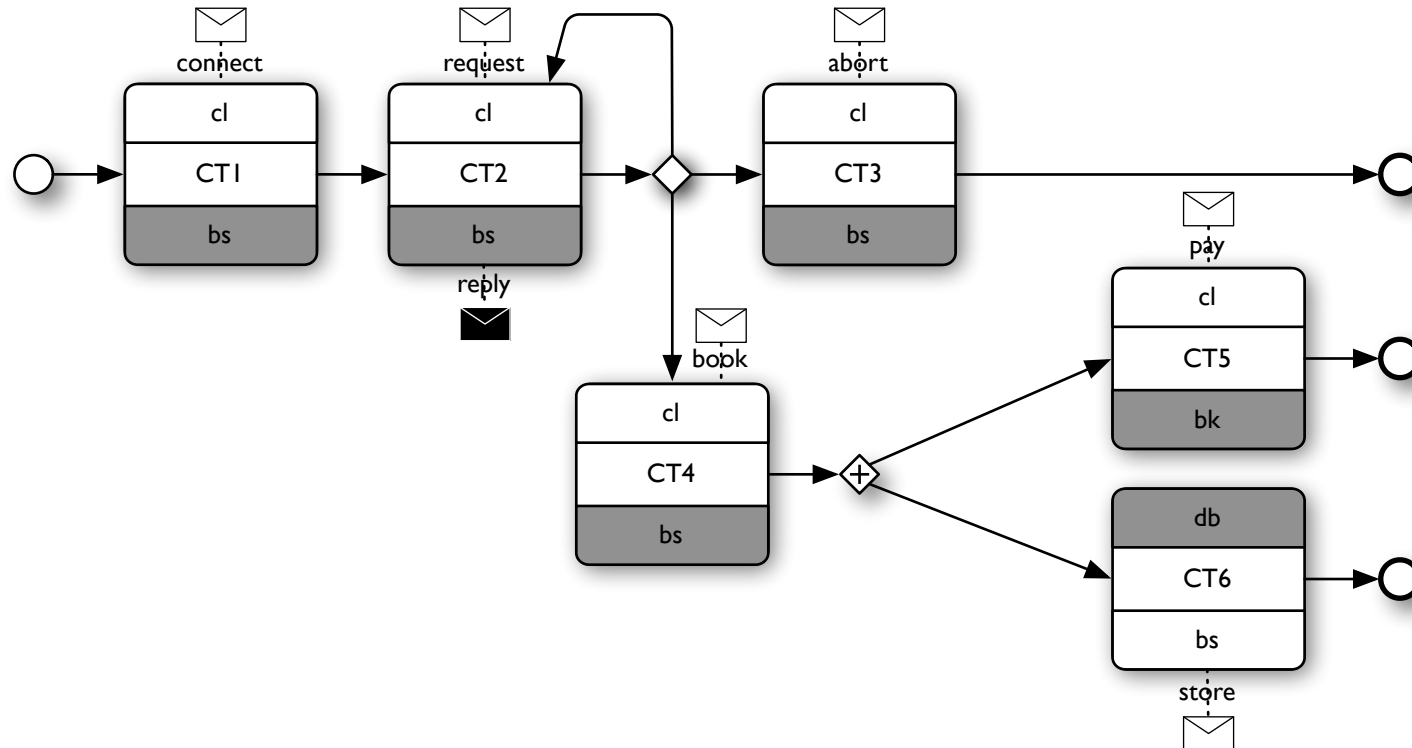 connect
request
abort
cl
cl
cl
CT1
CT2
CT3
bs
bs
bs
reply
pay
book
cl
cl
CT5
bk
CT4
bs
+
db
CT6
bs
store